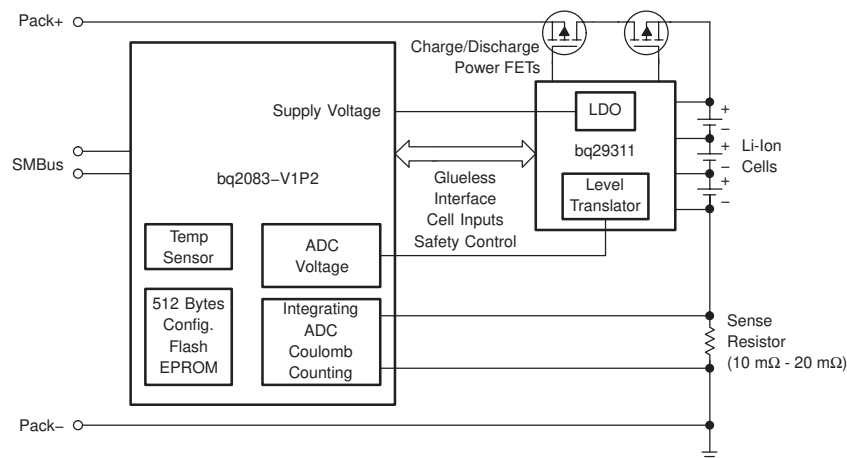 Pack+
Charge/Discharge
Power FETs
Supply Voltage
LDO
bq29311
+
−
+
−
+
−
Li-Ion
Cells
SMBus
bq2083−V1P2
Glueless
Interface
Cell Inputs
Safety Control
Level
Translator
Temp
Sensor
ADC
Voltage
512 Bytes
Config.
Flash
EPROM
Integrating
ADC
Coulomb
Counting
Sense
Resistor
(10 mΩ - 20 mΩ)
Pack−